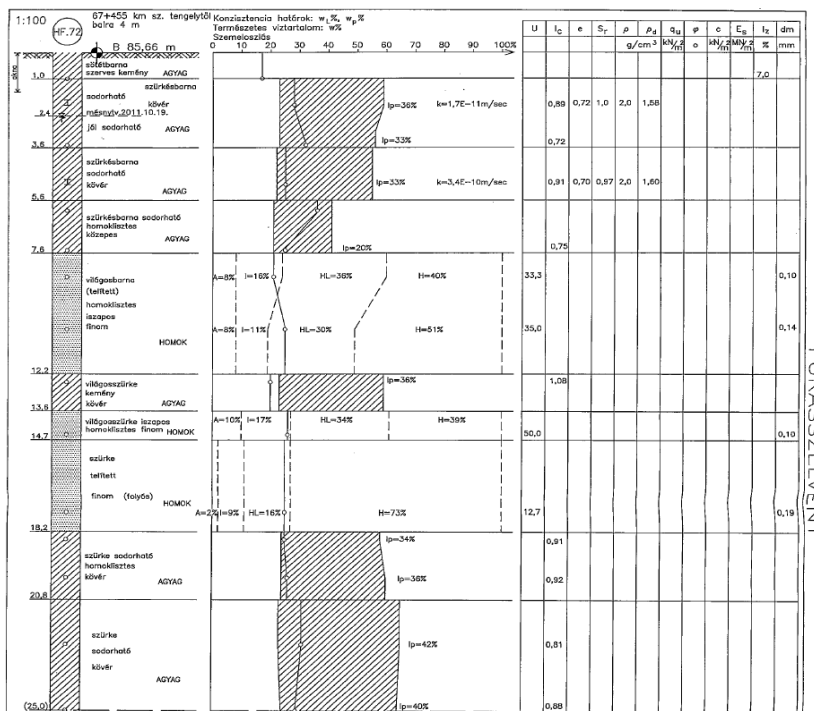 1:100
HF.72
67+455 km sz. tengelytől
balra 4 m
B 85,66 m
Konzisztencia határok: wL%, wp%
Természetes víztartalom: w%
Szemeloszlás
0 10 20 30 40 50 60 70 80 90 100%
U Ic e Sr ρ ρd qu φ c Es Iz dm
g/cm³ kN/m² o kN/m² MN/m² % mm
sötétbarna
szerves kemény AGYAG
7,0
1,0
szürkésbarna
sodorható kövér
Ip=36% k=1,7E-11m/sec
0,89 0,72 1,0 2,0 1,58
2,4
mésnytv.2011.10.19.
jól sodorható AGYAG
Ip=33%
0,72
3,6
szürkésbarna
sodorható
kövér
AGYAG
Ip=33% k=3,4E-10m/sec
0,91 0,70 0,97 2,0 1,60
5,6
szürkésbarna sodorható
homoklisztes
közepes
AGYAG
Ip=20%
0,75
7,6
világosbarna
(telített)
homoklisztes
iszapos
finom
HOMOK
A=8% I=16% HL=36% H=40%
33,3 0,10
A=8% I=11% HL=30% H=51%
35,0 0,14
12,2
világosszürke
kemény
kövér AGYAG
Ip=36%
1,08
13,6
világosszürke iszapos
homoklisztes finom HOMOK
A=10% I=17% HL=34% H=39%
50,0 0,10
14,7
szürke
telített
finom (folyós)
HOMOK
A=2% I=9% HL=16% H=73%
12,7 0,19
18,2
szürke sodorható
homoklisztes
kövér AGYAG
Ip=34%
0,91
Ip=36%
0,92
20,8
szürke
sodorható
kövér
AGYAG
Ip=42%
0,81
Ip=40%
0,88
(25,0)
FÚRÁSSZELVÉNY